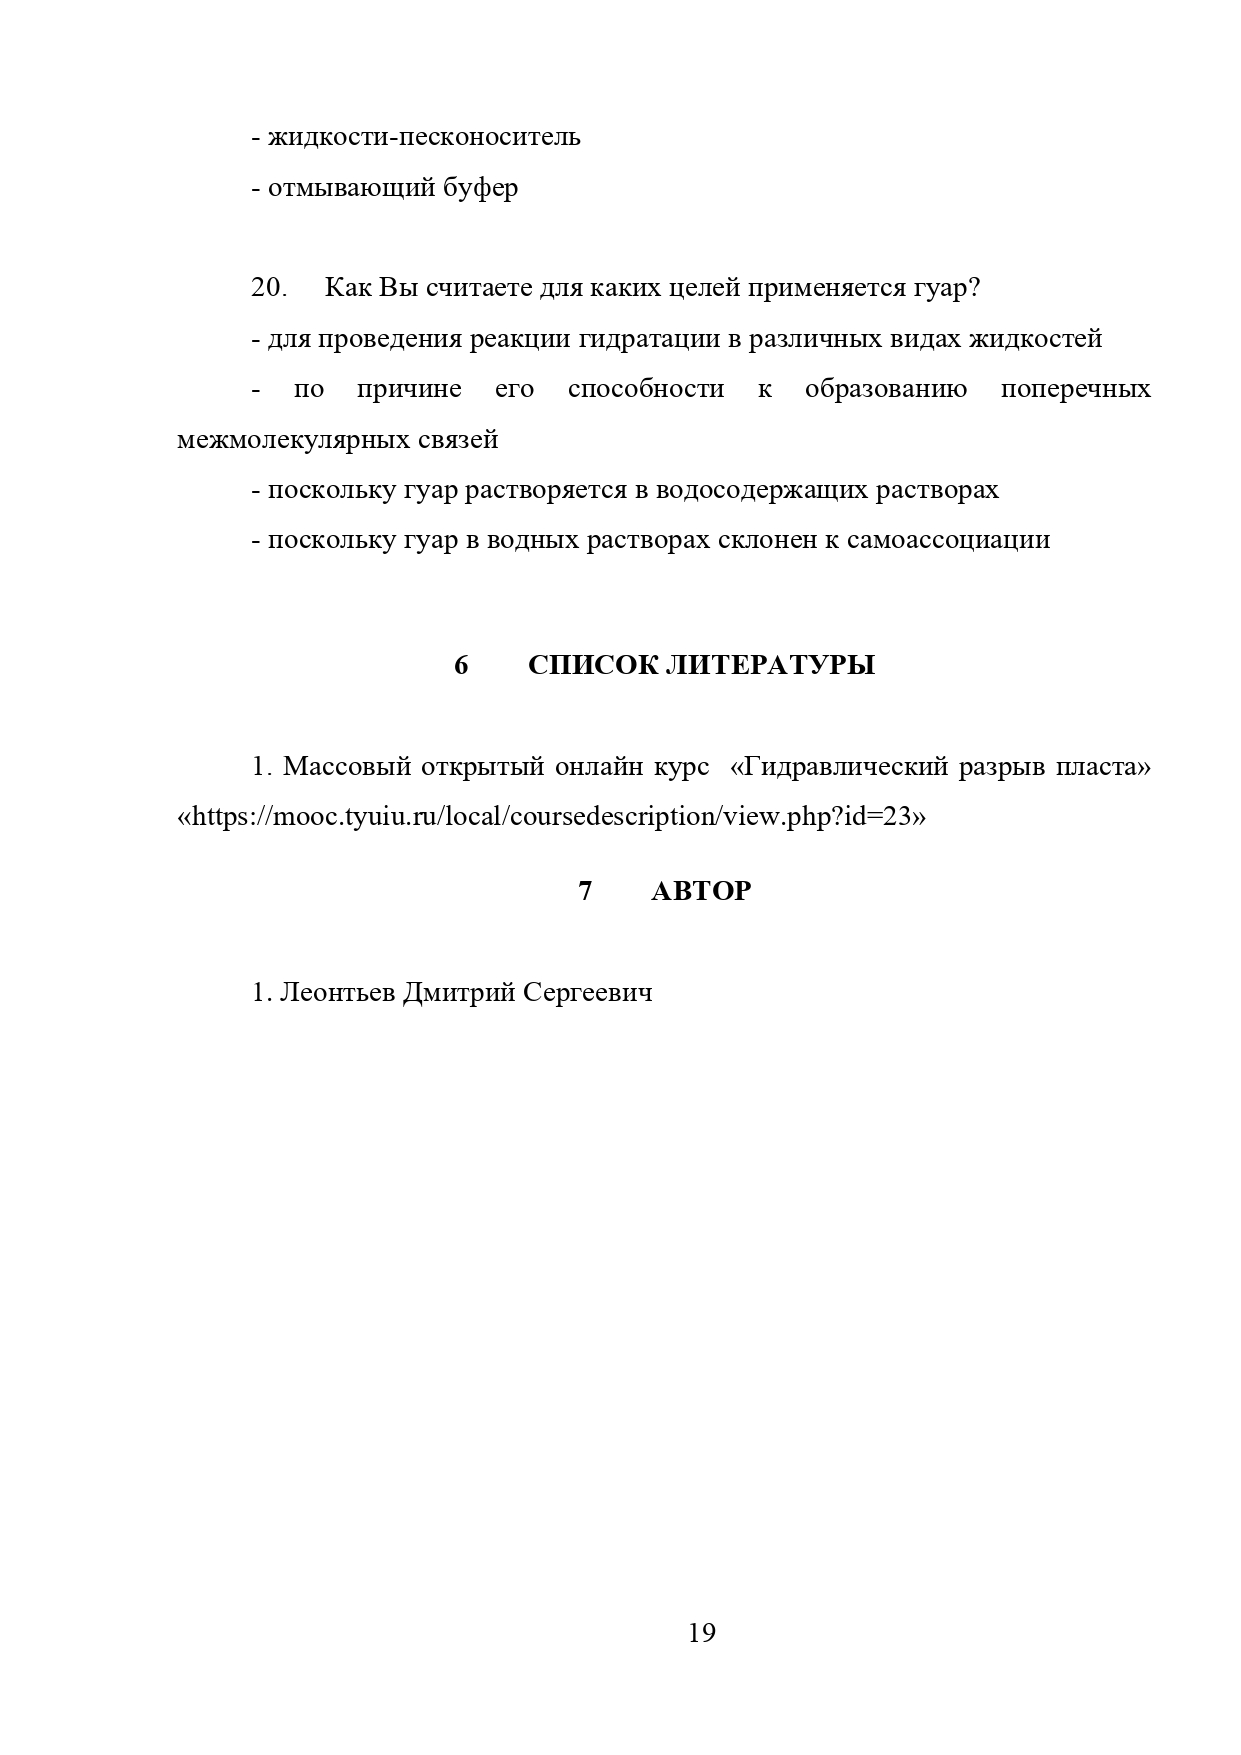 - жидкости-песконоситель
- отмывающий буфер
20. Как Вы считаете для каких целей применяется гуар?
- для проведения реакции гидратации в различных видах жидкостей
- по причине его способности к образованию поперечных
межмолекулярных связей
- поскольку гуар растворяется в водосодержащих растворах
- поскольку гуар в водных растворах склонен к самоассоциации
6 СПИСОК ЛИТЕРАТУРЫ
1. Массовый открытый онлайн курс «Гидравлический разрыв пласта»
«https://mooc.tyuiu.ru/local/coursedescription/view.php?id=23»
7 АВТОР
1. Леонтьев Дмитрий Сергеевич
19